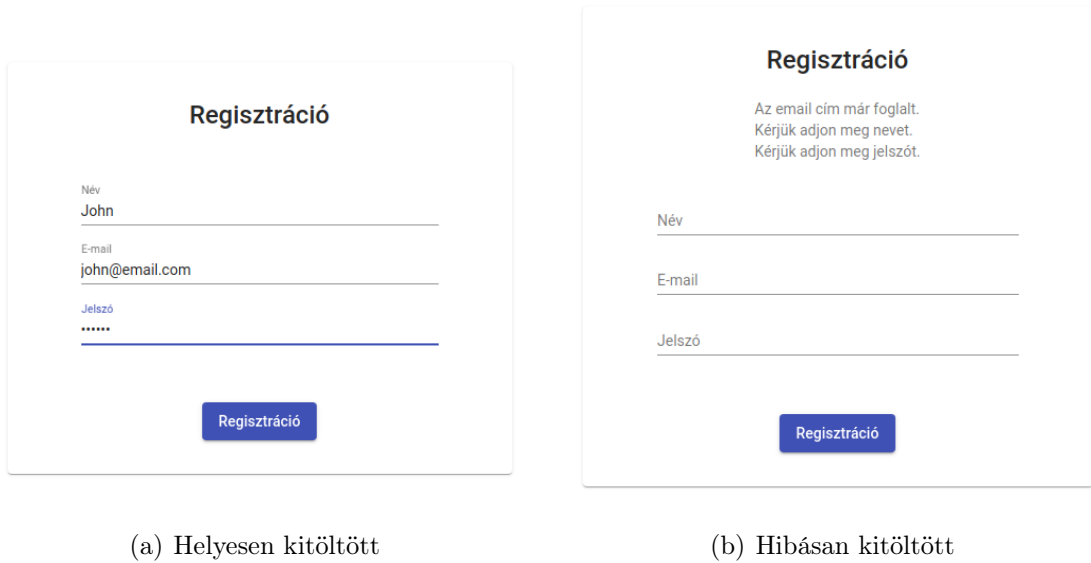 Regisztráció
Név
John
E-mail
john@email.com
Jelszó
••••••
Regisztráció
(a) Helyesen kitöltött
Regisztráció
Az email cím már foglalt.
Kérjük adjon meg nevet.
Kérjük adjon meg jelszót.
Név
E-mail
Jelszó
Regisztráció
(b) Hibásan kitöltött